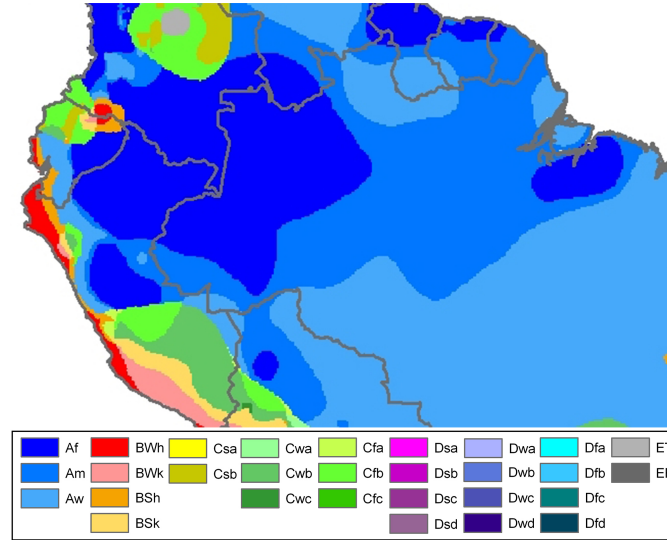 Af BWh Csa Cwa Cfa Dsa Dwa Dfa ET
Am BWk Csb Cwb Cfb Dsb Dwb Dfb
Aw BSh Cwc Cfc Dsc Dwc Dfc
BSk Dsd Dwd Dfd